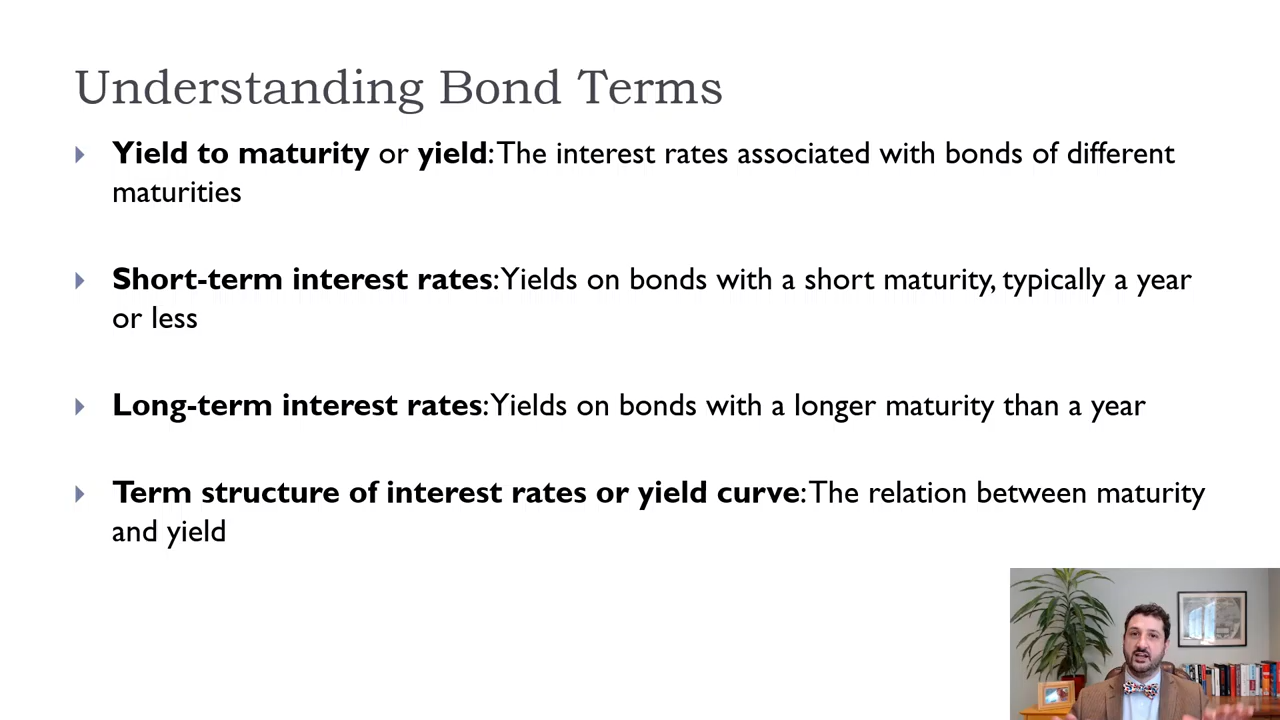 Understanding Bond Terms
Yield to maturity or yield: The interest rates associated with bonds of different
maturities
Short-term interest rates: Yields on bonds with a short maturity, typically a year
or less
Long-term interest rates: Yields on bonds with a longer maturity than a year
Term structure of interest rates or yield curve: The relation between maturity
and yield